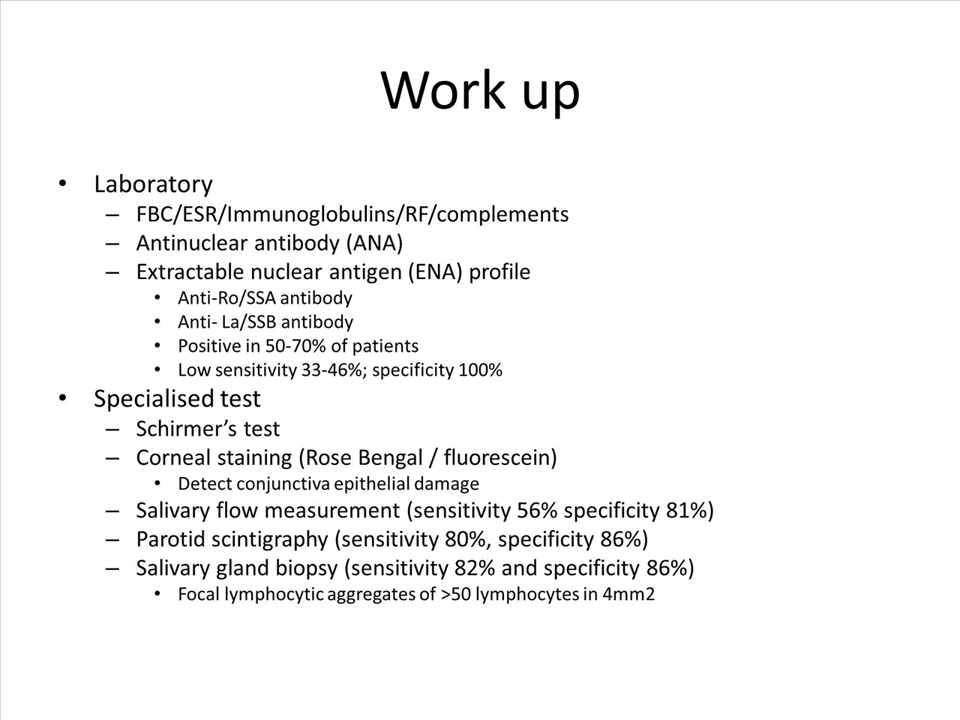 Work up
• Laboratory
– FBC/ESR/Immunoglobulins/RF/complements
– Antinuclear antibody (ANA)
– Extractable nuclear antigen (ENA) profile
• Anti-Ro/SSA antibody
• Anti- La/SSB antibody
• Positive in 50-70% of patients
• Low sensitivity 33-46%; specificity 100%
• Specialised test
– Schirmer’s test
– Corneal staining (Rose Bengal / fluorescein)
• Detect conjunctiva epithelial damage
– Salivary flow measurement (sensitivity 56% specificity 81%)
– Parotid scintigraphy (sensitivity 80%, specificity 86%)
– Salivary gland biopsy (sensitivity 82% and specificity 86%)
• Focal lymphocytic aggregates of >50 lymphocytes in 4mm2